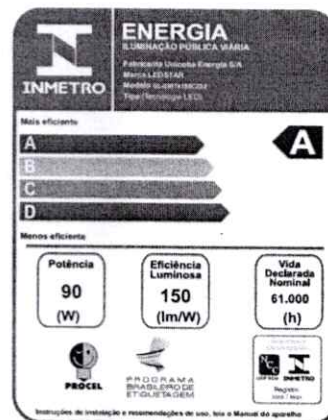 INMETRO
ENERGIA
ILUMINAÇÃO PÚBLICA VIÁRIA
Fabricante Unicoba Energia S/A
Marca LEDSTAR
Modelo
Tipo (Tecnologia LED)
Mais eficiente
A
A
B
C
D
Menos eficiente
Potência
90
(W)
Eficiência
Luminosa
150
(lm/W)
Vida
Declarada
Nominal
61.000
(h)
PROCEL
PROGRAMA
BRASILEIRO DE
ETIQUETAGEM
INMETRO
Registro
Instruções de instalação e recomendações de uso, leia o Manual do aparelho